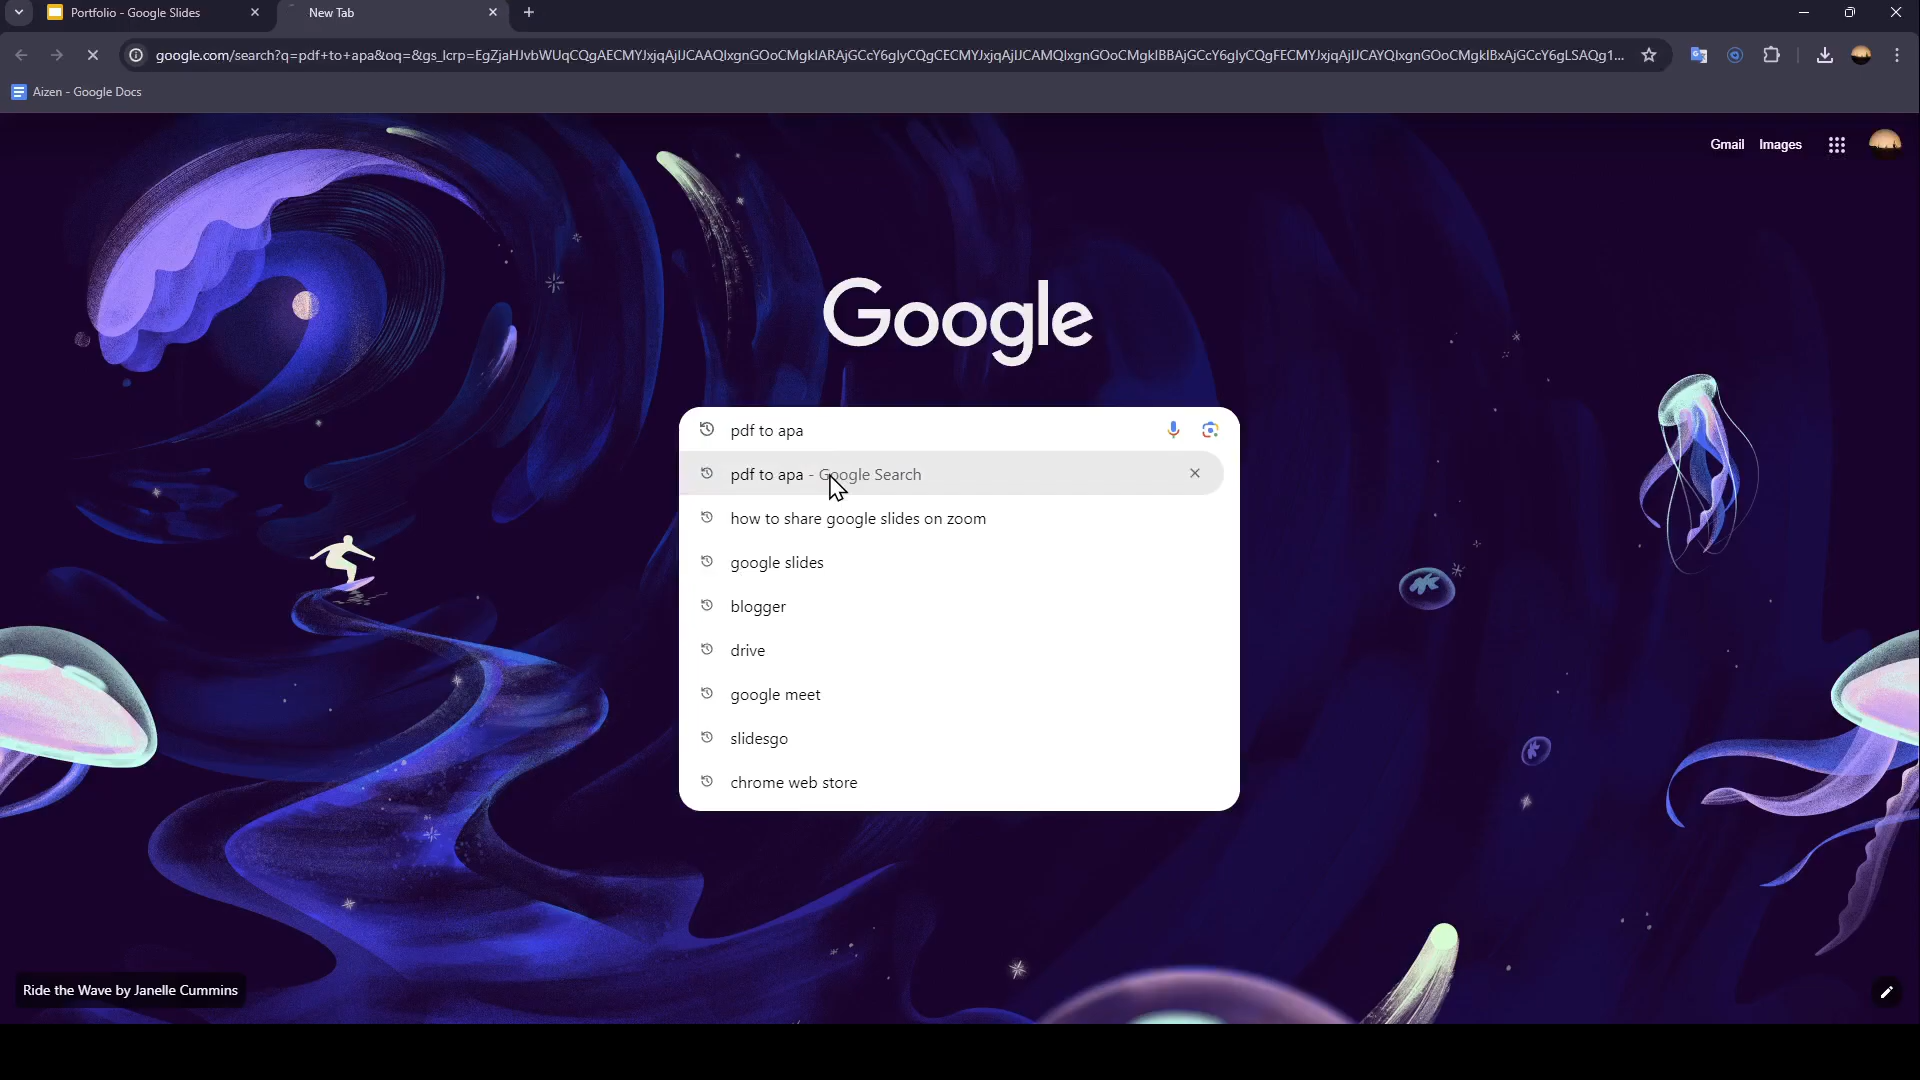 Portfolio - Google Slides
New Tab
google.com/search?q=pdf+to+apa&oq=&gs_lcrp=EgZjaHJvbWUqCQgAECMYJxjqAjIJCAAQIxgnGOoCMgkIARAjGCcY6gIyCQgCECMYJxjqAjIJCAMQIxgnGOoCMgkIBBAjGCcY6gIyCQgFECMYJxjqAjIJCAYQIxgnGOoCMgkIBxAjGCcY6gLSAQg1...
Aizen - Google Docs
Gmail Images
Google
pdf to apa
pdf to apa - Google Search
how to share google slides on zoom
google slides
blogger
drive
google meet
slidesgo
chrome web store
Ride the Wave by Janelle Cummins